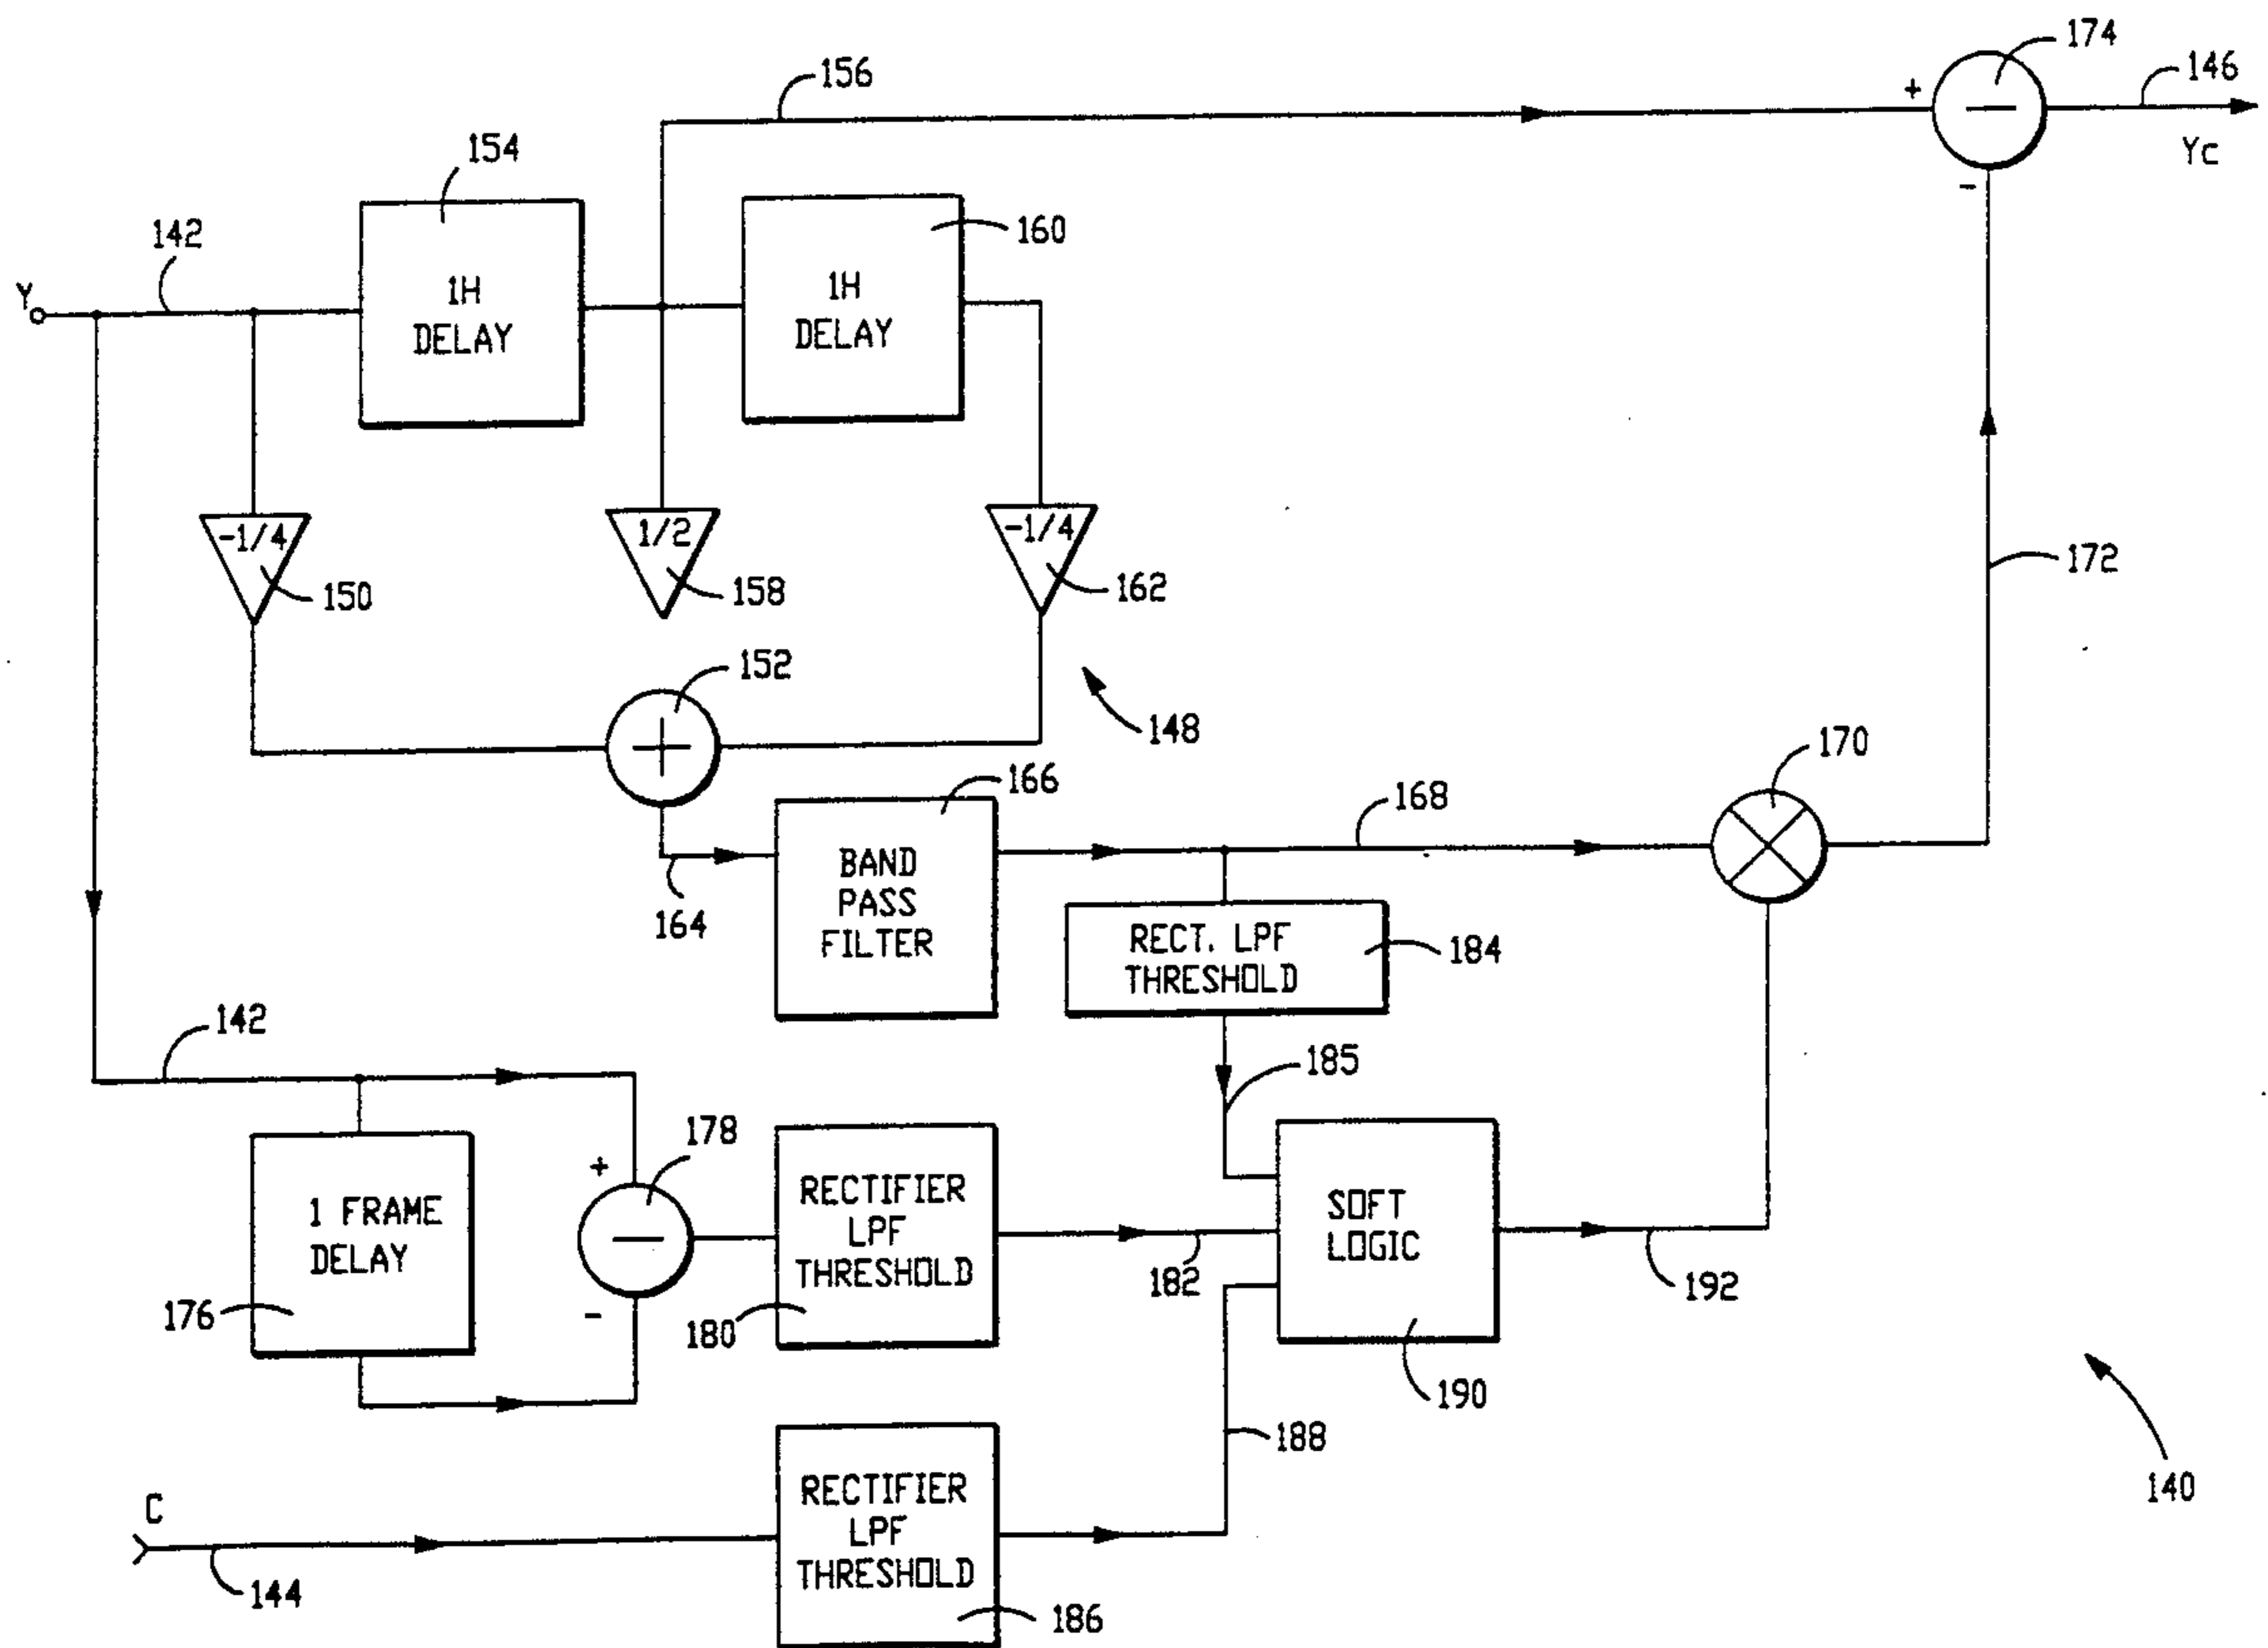 174
156
146
+
Yc
-
154
160
142
Y
1H
DELAY
1H
DELAY
-1/4
1/2
-1/4
150
158
162
172
152
148
170
166
168
BAND
PASS
FILTER
164
RECT. LPF
THRESHOLD
184
142
185
178
+
1 FRAME
DELAY
176
-
RECTIFIER
LPF
THRESHOLD
180
182
SOFT
LOGIC
192
190
188
140
C
144
RECTIFIER
LPF
THRESHOLD
186